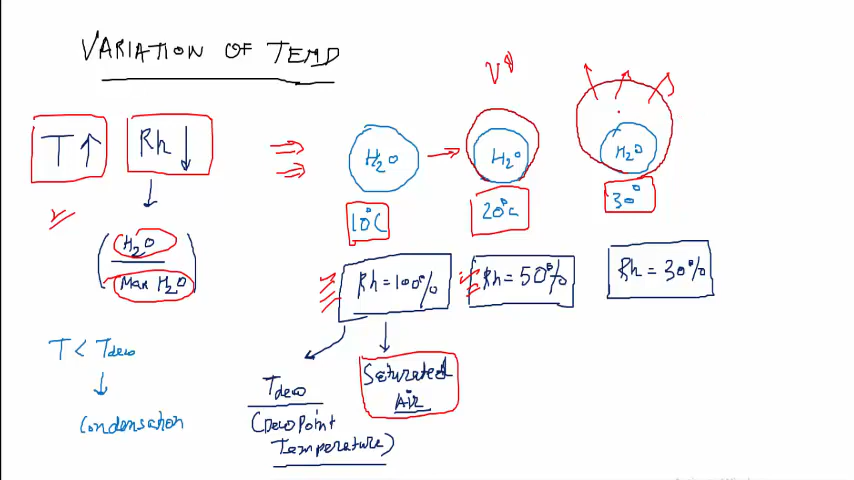 VARIATION OF TEMP
T↑
Rh↓
H₂O
Max H₂O
T < Tdew
↓
Condensation
H₂O
10°C
Rh = 100%
Tdew
(Dew Point
Temperature)
Saturated
Air
V↑
H₂O
20°C
Rh = 50%
H₂O
30°
Rh = 30%